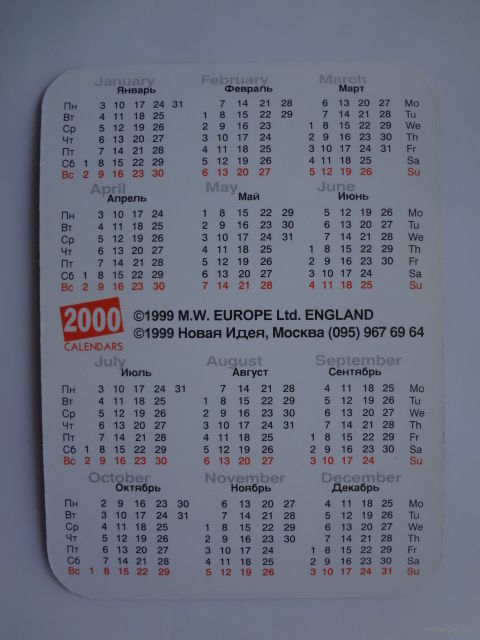 January February March
Январь Февраль Март
Пн 3 10 17 24 31 7 14 21 28 6 13 20 27 Mo
Вт 4 11 18 25 1 8 15 22 29 7 14 21 28 Tu
Ср 5 12 19 26 2 9 16 23 1 8 15 22 29 We
Чт 6 13 20 27 3 10 17 24 2 9 16 23 30 Th
Пт 7 14 21 28 4 11 18 25 3 10 17 24 31 Fr
Сб 1 8 15 22 29 5 12 19 26 4 11 18 25 Sa
Вс 2 9 16 23 30 6 13 20 27 5 12 19 26 Su
April May June
Апрель Май Июнь
Пн 3 10 17 24 1 8 15 22 29 5 12 19 26 Mo
Вт 4 11 18 25 2 9 16 23 30 6 13 20 27 Tu
Ср 5 12 19 26 3 10 17 24 31 7 14 21 28 We
Чт 6 13 20 27 4 11 18 25 1 8 15 22 29 Th
Пт 7 14 21 28 5 12 19 26 2 9 16 23 30 Fr
Сб 1 8 15 22 29 6 13 20 27 3 10 17 24 Sa
Вс 2 9 16 23 30 7 14 21 28 4 11 18 25 Su
2000
CALENDARS
©1999 M.W. EUROPE Ltd. ENGLAND
©1999 Новая Идея, Москва (095) 967 69 64
July August September
Июль Август Сентябрь
Пн 3 10 17 24 31 7 14 21 28 4 11 18 25 Mo
Вт 4 11 18 25 1 8 15 22 29 5 12 19 26 Tu
Ср 5 12 19 26 2 9 16 23 30 6 13 20 27 We
Чт 6 13 20 27 3 10 17 24 31 7 14 21 28 Th
Пт 7 14 21 28 4 11 18 25 1 8 15 22 29 Fr
Сб 1 8 15 22 29 5 12 19 26 2 9 16 23 30 Sa
Вс 2 9 16 23 30 6 13 20 27 3 10 17 24 Su
October November December
Октябрь Ноябрь Декабрь
Пн 2 9 16 23 30 6 13 20 27 4 11 18 25 Mo
Вт 3 10 17 24 31 7 14 21 28 5 12 19 26 Tu
Ср 4 11 18 25 1 8 15 22 29 6 13 20 27 We
Чт 5 12 19 26 2 9 16 23 30 7 14 21 28 Th
Пт 6 13 20 27 3 10 17 24 1 8 15 22 29 Fr
Сб 7 14 21 28 4 11 18 25 2 9 16 23 30 Sa
Вс 1 8 15 22 29 5 12 19 26 3 10 17 24 31 Su